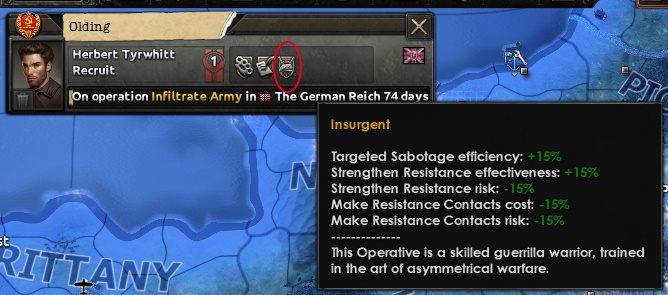 Olding
Herbert Tyrwhitt
1
Recruit
On operation Infiltrate Army in The German Reich 74 days
Insurgent
Targeted Sabotage efficiency: +15%
Strengthen Resistance effectiveness: +15%
Strengthen Resistance risk: -15%
Make Resistance Contacts cost: -15%
Make Resistance Contacts risk: -15%
--------------
This Operative is a skilled guerrilla warrior, trained
in the art of asymmetrical warfare.
RITTANY